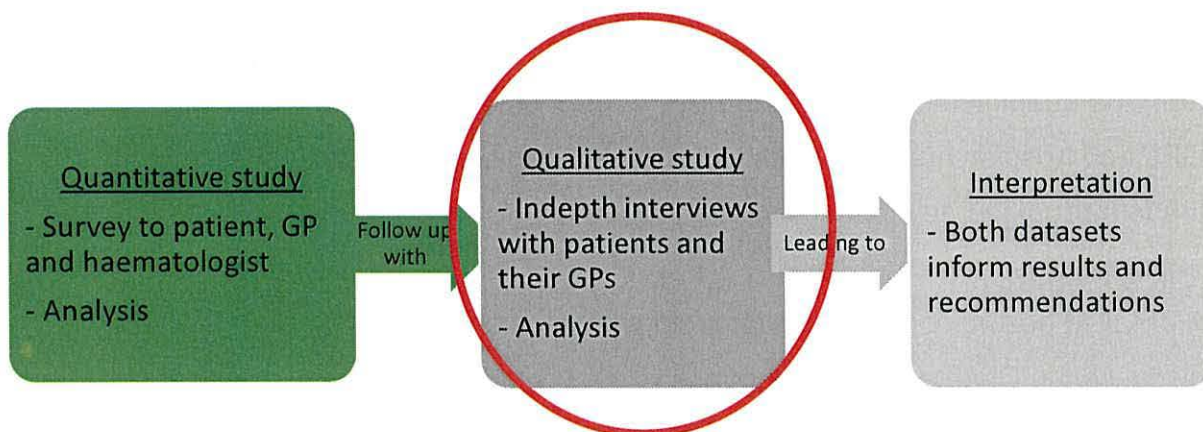 Quantitative study
- Survey to patient, GP
and haematologist
- Analysis
Follow up
with
Qualitative study
- Indepth interviews
with patients and
their GPs
- Analysis
Leading to
Interpretation
- Both datasets
inform results and
recommendations